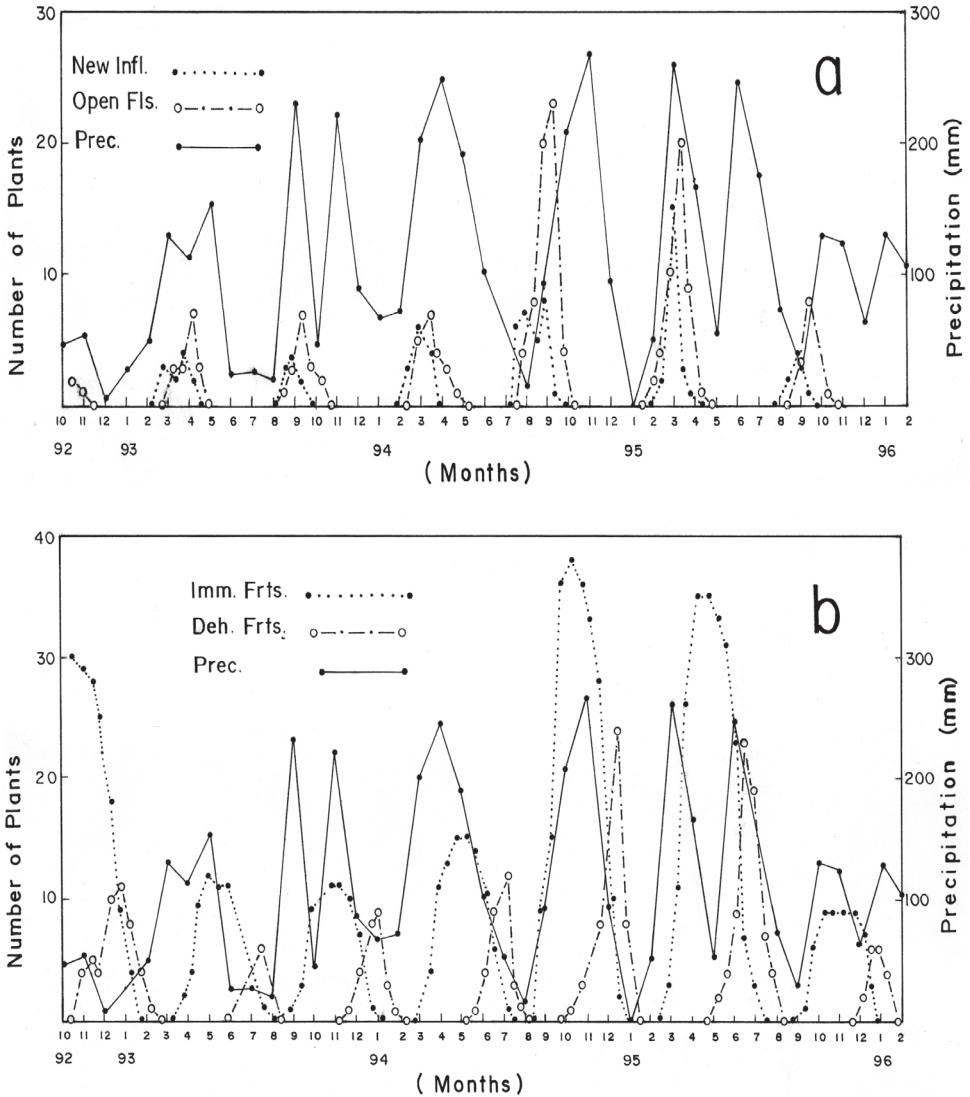 30
300
New Infl.
a
Open Fls.
Prec.
20
200
10
100
Number of Plants
Precipitation (mm)
10 11 12 1 2 3 4 5 6 7 8 9 10 11 12 1 2 3 4 5 6 7 8 9 10 11 12 1 2 3 4 5 6 7 8 9 10 11 12 1 2
92 93 94 95 96
(Months)
40
Imm. Frts.
b
Deh. Frts.
Prec.
30
300
20
200
10
100
Number of Plants
Precipitation (mm)
10 11 12 1 2 3 4 5 6 7 8 9 10 11 12 1 2 3 4 5 6 7 8 9 10 11 12 1 2 3 4 5 6 7 8 9 10 11 12 1 2
92 93 94 95 96
(Months)